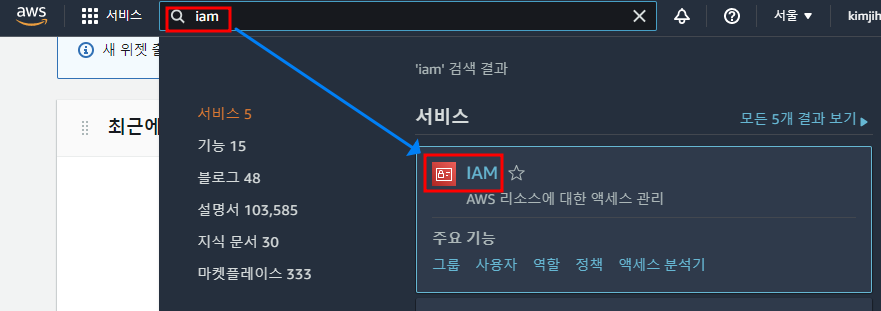 aws 서비스 iam 서울 kimjih
새 위젯 출
'iam' 검색 결과
서비스 5
서비스 모든 5개 결과 보기
최근에
기능 15
블로그 48
IAM
AWS 리소스에 대한 액세스 관리
설명서 103,585
주요 기능
지식 문서 30
그룹 사용자 역할 정책 액세스 분석기
마켓플레이스 333